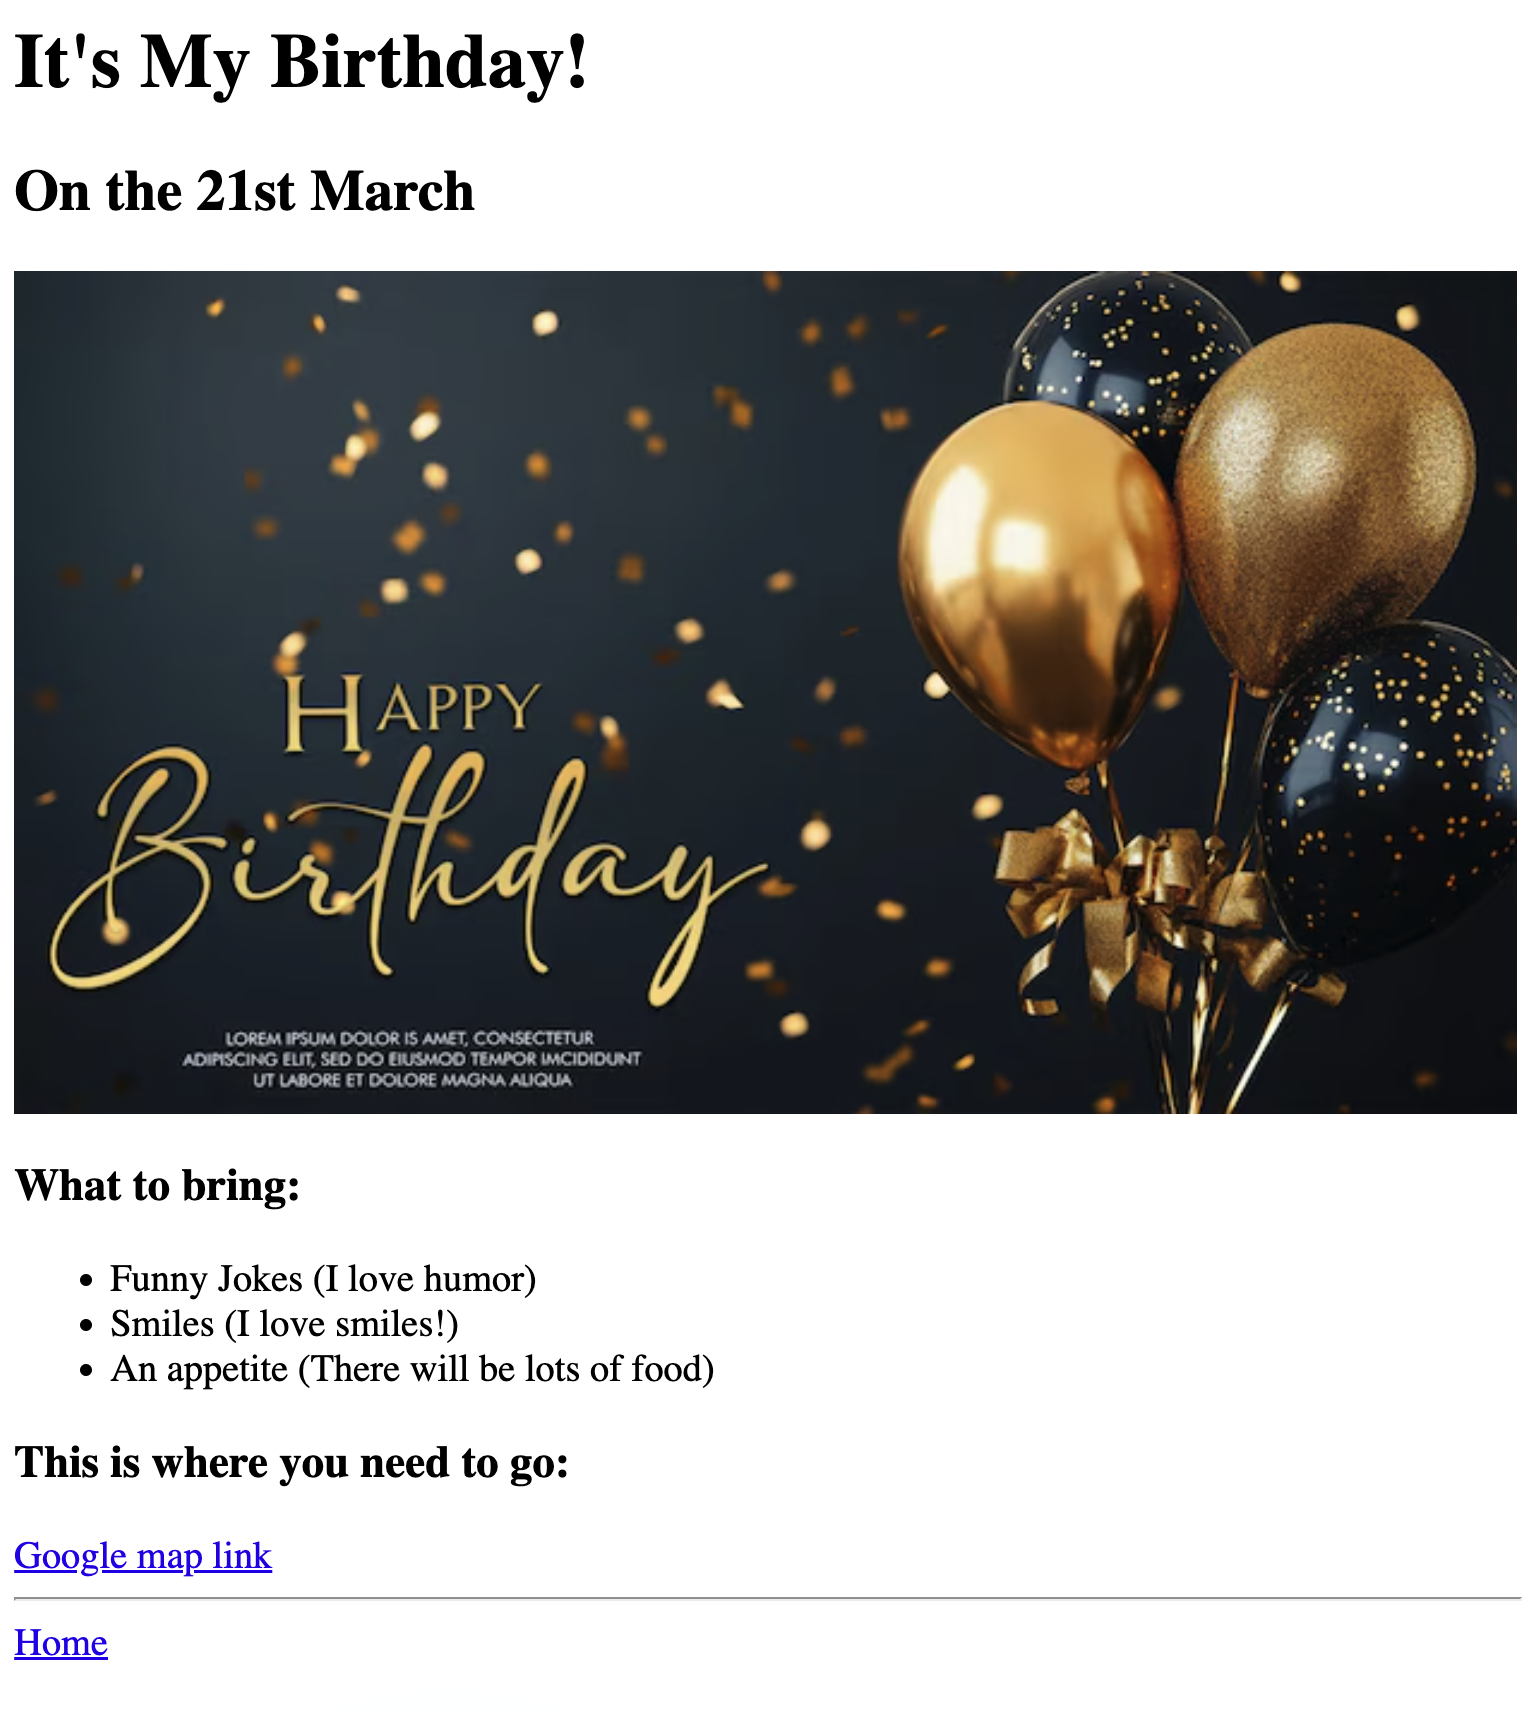 It's My Birthday!
On the 21st March
HAPPY
Birthday
LOREM IPSUM DOLOR IS AMET, CONSECTETUR
ADIPISCING ELIT, SED DO EIUSMOD TEMPOR IMCIDIDUNT
UT LABORE ET DOLORE MAGNA ALIQUA
What to bring:
Funny Jokes (I love humor)
Smiles (I love smiles!)
An appetite (There will be lots of food)
This is where you need to go:
Google map link
Home